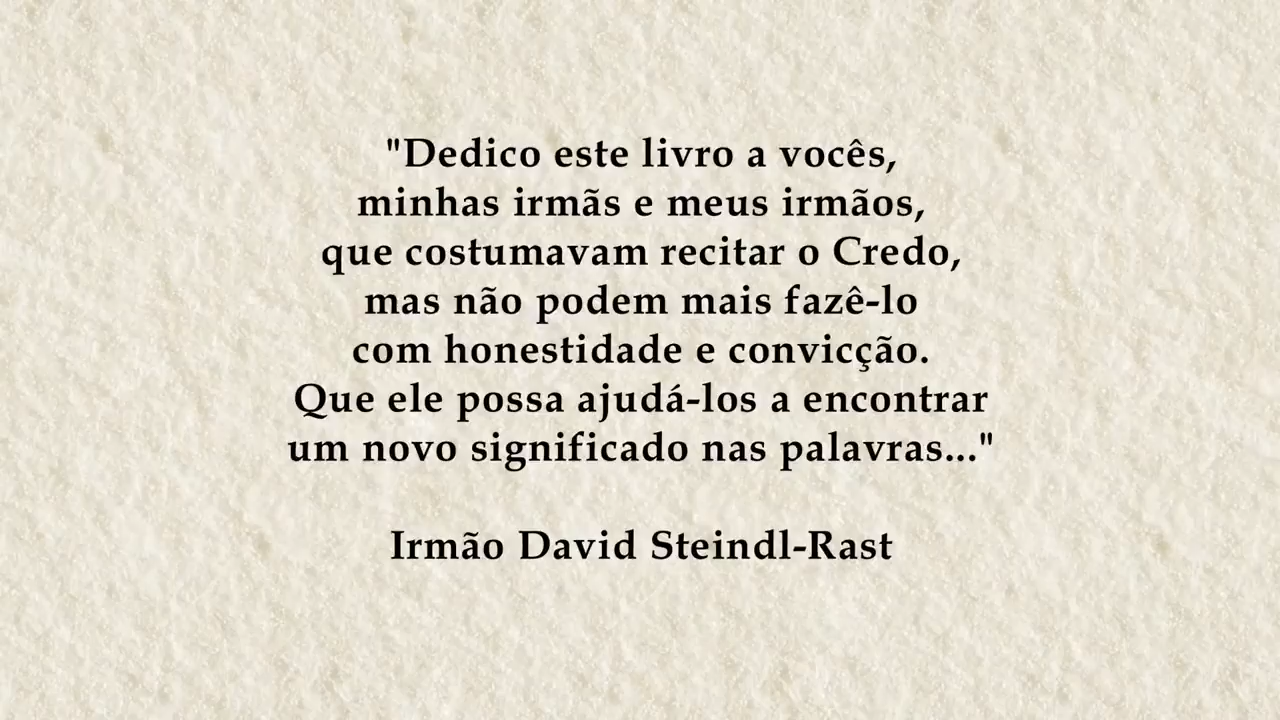 "Dedico este livro a vocês,
minhas irmãs e meus irmãos,
que costumavam recitar o Credo,
mas não podem mais fazê-lo
com honestidade e convicção.
Que ele possa ajudá-los a encontrar
um novo significado nas palavras..."
Irmão David Steindl-Rast